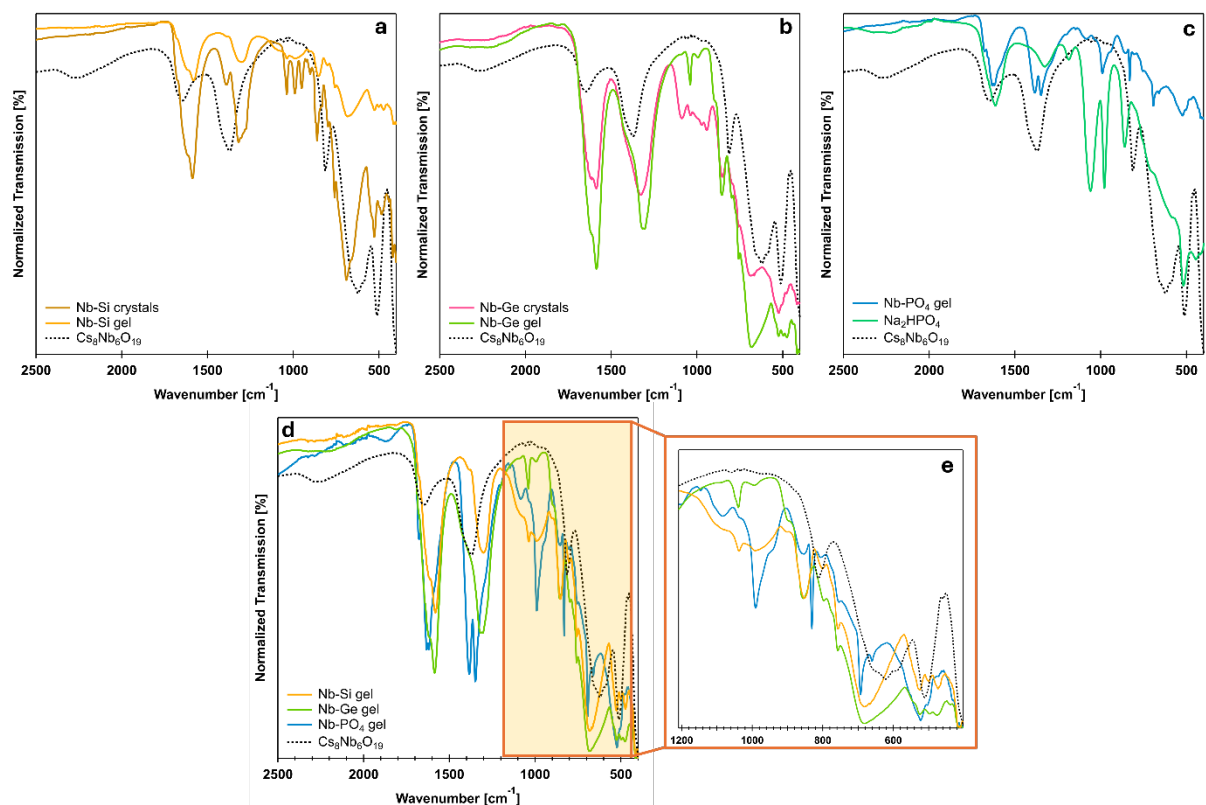 a
Normalized Transmission [%]
Nb-Si crystals
Nb-Si gel
Cs₈Nb₆O₁₉
2500 2000 1500 1000 500
Wavenumber [cm⁻¹]
b
Normalized Transmission [%]
Nb-Ge crystals
Nb-Ge gel
Cs₈Nb₆O₁₉
2500 2000 1500 1000 500
Wavenumber [cm⁻¹]
c
Normalized Transmission [%]
Nb-PO₄ gel
Na₂HPO₄
Cs₈Nb₆O₁₉
2500 2000 1500 1000 500
Wavenumber [cm⁻¹]
d
Normalized Transmission [%]
Nb-Si gel
Nb-Ge gel
Nb-PO₄ gel
Cs₈Nb₆O₁₉
2500 2000 1500 1000 500
Wavenumber [cm⁻¹]
e
1200 1000 800 600